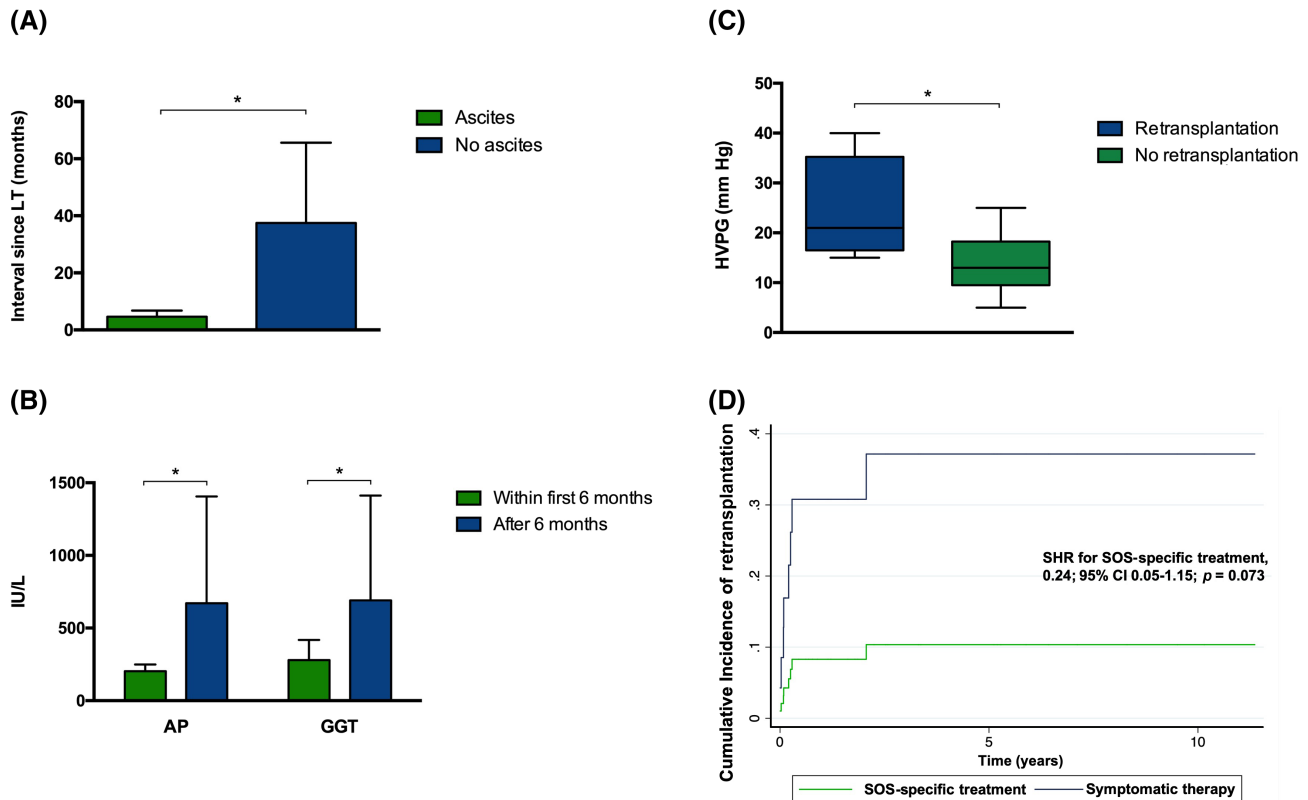 (A)
Interval since LT (months)
80
60
40
20
0
*
Ascites
No ascites
(B)
IU/L
1500
1000
500
0
*
*
AP
GGT
Within first 6 months
After 6 months
(C)
HVPG (mm Hg)
50
40
30
20
10
0
*
Retransplantation
No retransplantation
(D)
Cumulative Incidence of retransplantation
.4
.3
.2
.1
0
SHR for SOS-specific treatment,
0.24; 95% CI 0.05-1.15; p = 0.073
0
5
10
Time (years)
SOS-specific treatment
Symptomatic therapy